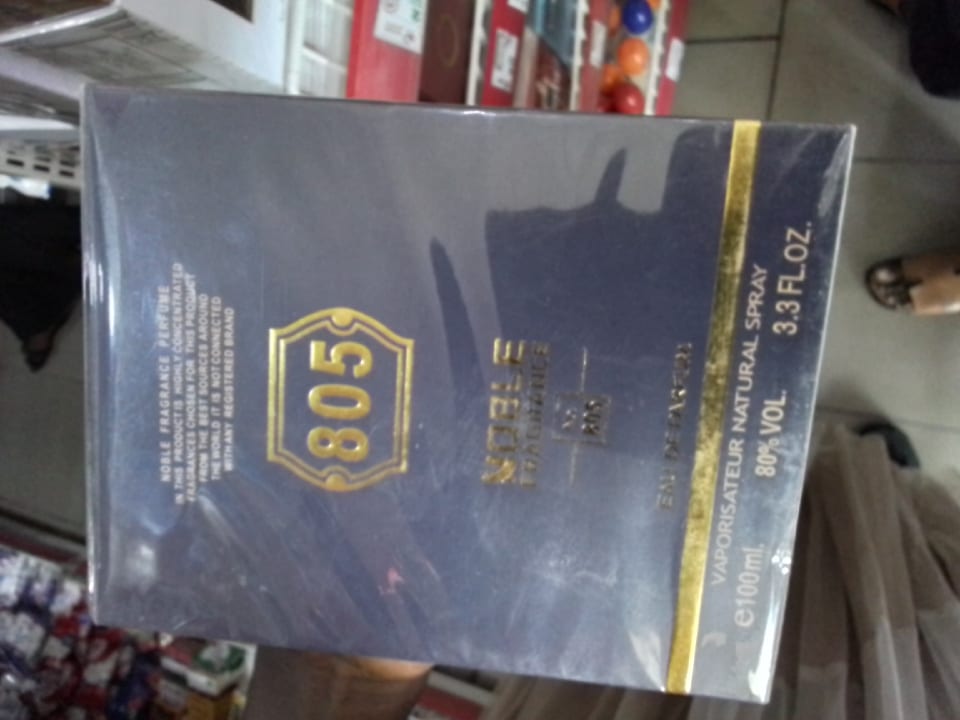 NOBLE FRAGRANCE PERFUME
IN THIS PRODUCT IS HIGHLY CONCENTRATED
FRAGRANCES CHOSEN FOR THIS PRODUCT
FROM THE BEST SOURCES AROUND
THE WORLD IT IS NOT CONNECTED
WITH ANY REGISTERED BRAND
805
NOBLE
FRAGRANCE
805
EAU DE PARFUM
VAPORISATEUR NATURAL SPRAY
e100ml. 80% VOL. 3.3 FL.OZ.